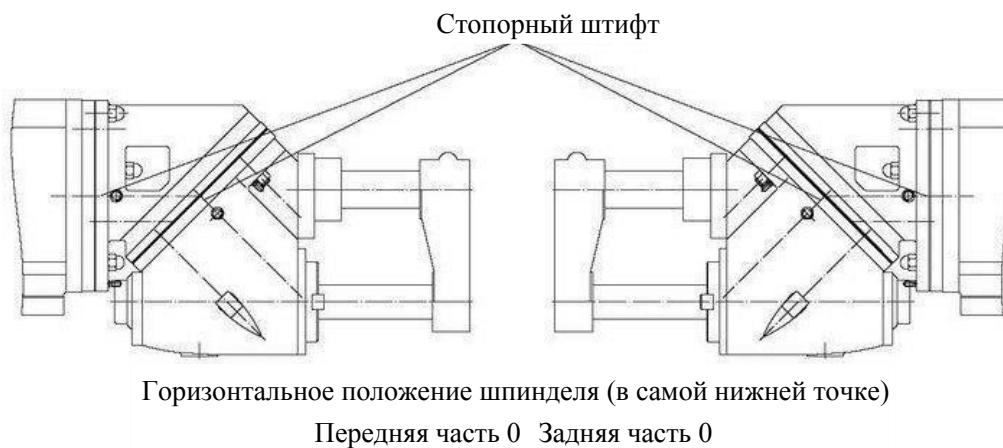 Стопорный штифт
Горизонтальное положение шпинделя (в самой нижней точке)
Передняя часть 0 Задняя часть 0